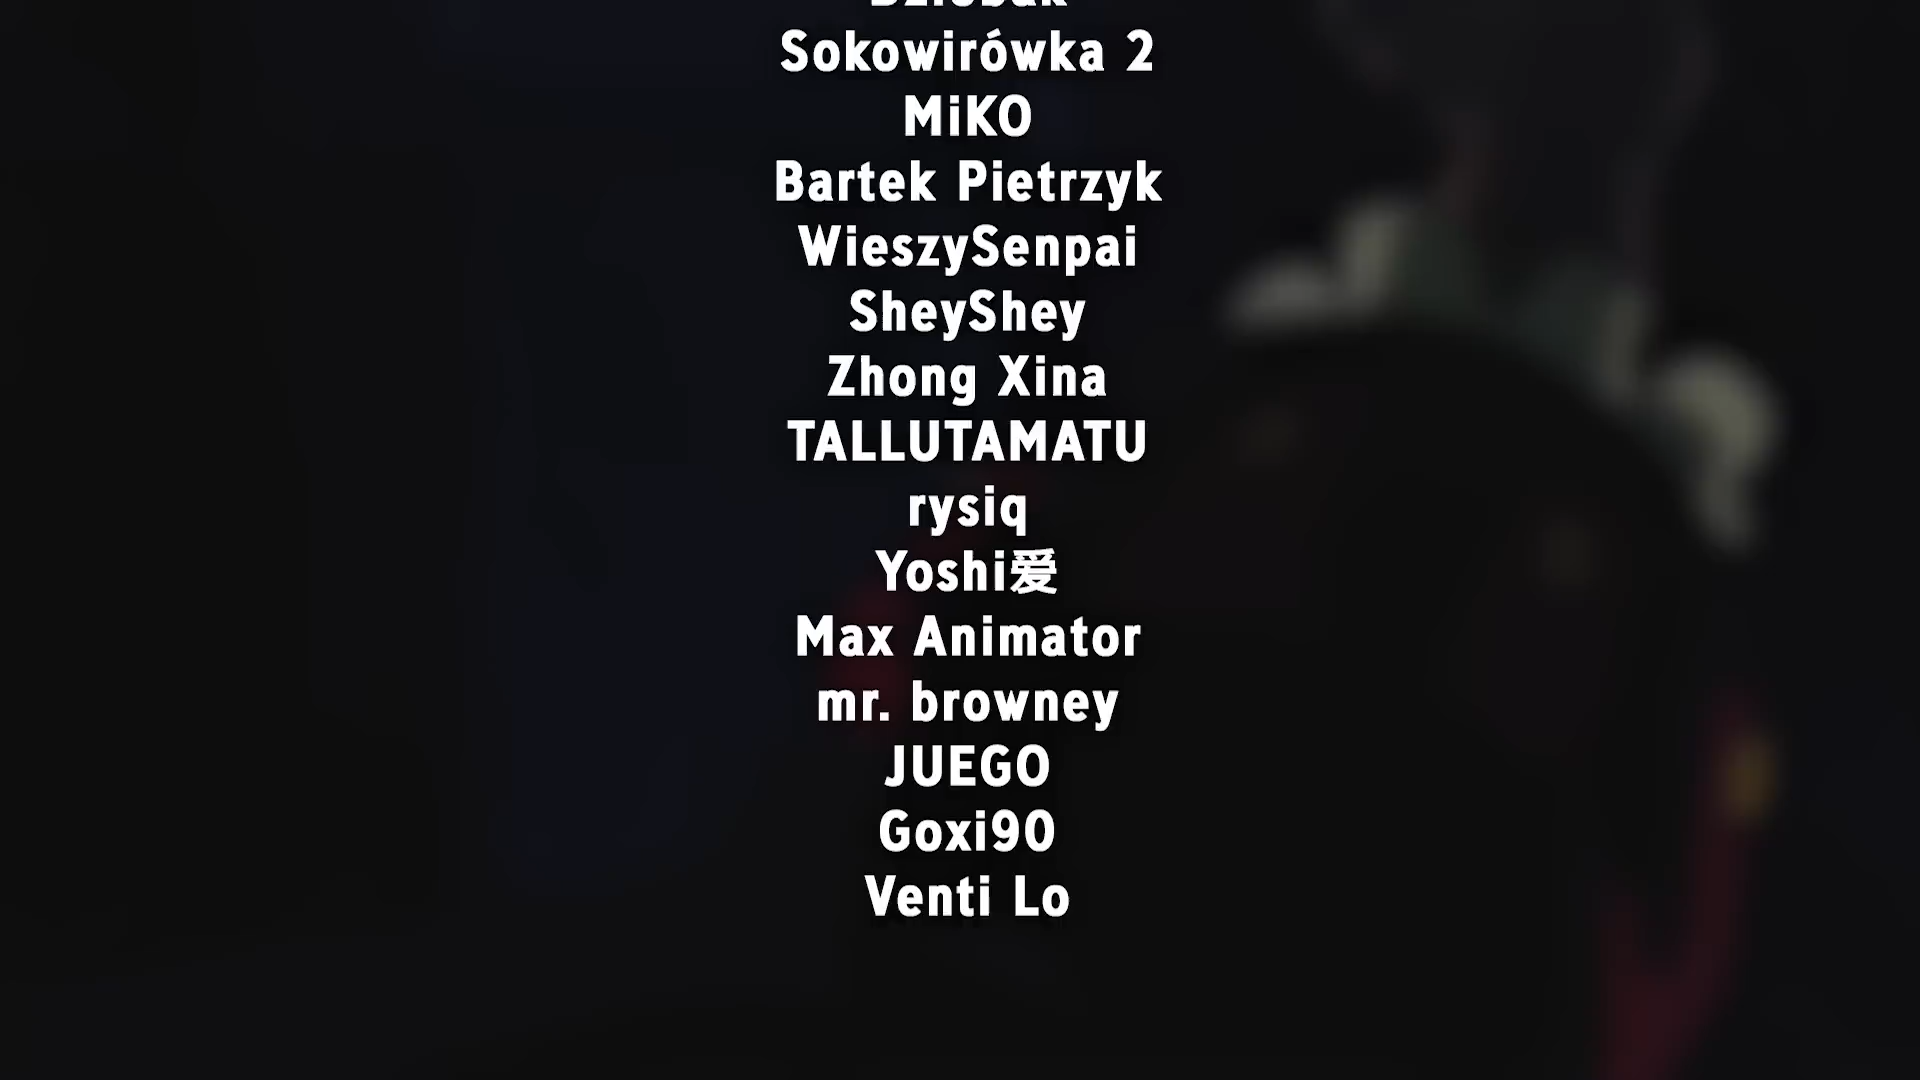 Sokowirówka 2
MiKO
Bartek Pietrzyk
WieszySenpai
SheyShey
Zhong Xina
TALLUTAMATU
rysiq
Yoshi爱
Max Animator
mr. browney
JUEGO
Goxi90
Venti Lo